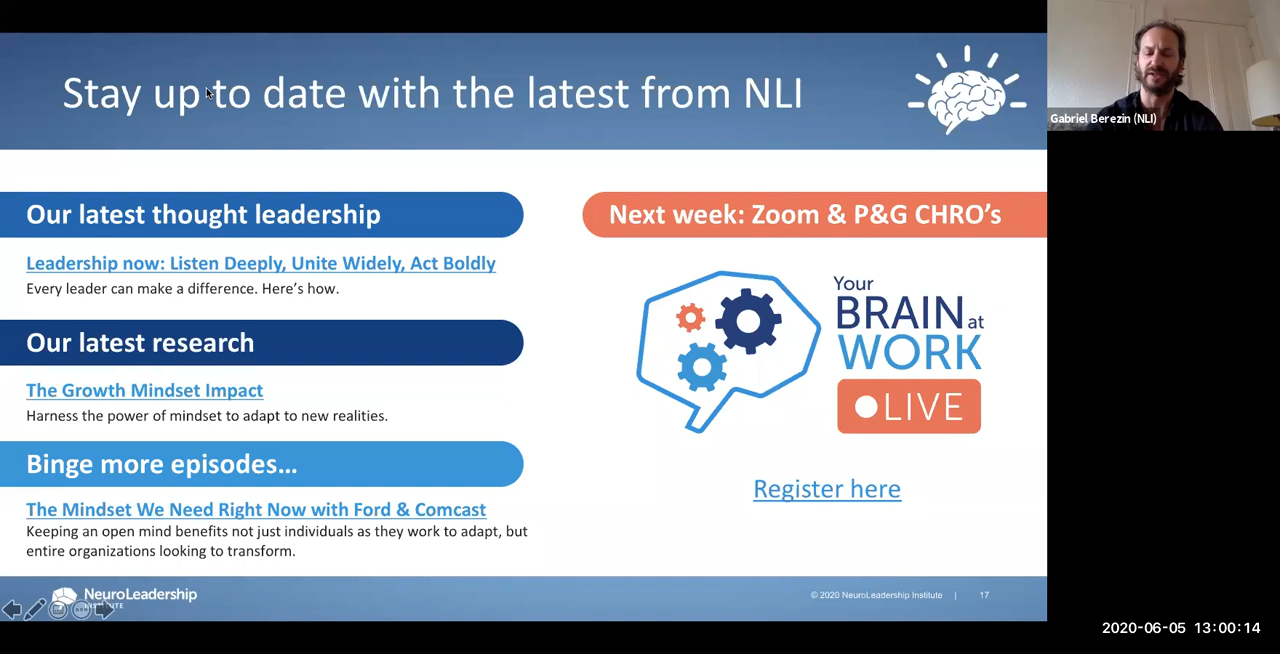 Stay up to date with the latest from NLI
Gabriel Berezin (NLI)
Our latest thought leadership
Leadership now: Listen Deeply, Unite Widely, Act Boldly
Every leader can make a difference. Here's how.
Our latest research
The Growth Mindset Impact
Harness the power of mindset to adapt to new realities.
Binge more episodes...
The Mindset We Need Right Now with Ford & Comcast
Keeping an open mind benefits not just individuals as they work to adapt, but
entire organizations looking to transform.
Next week: Zoom & P&G CHRO's
Your
BRAIN at
WORK
LIVE
Register here
NeuroLeadership
© 2020 NeuroLeadership Institute | 17
2020-06-05 13:00:14